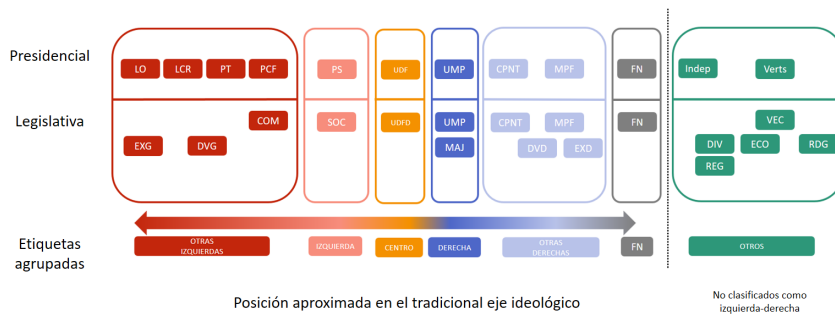 Presidencial
LO LCR PT PCF PS UDF UMP CPNT MPF FN Indep Verts
Legislativa
COM SOC UDFD UMP CPNT MPF FN VEC
EXG DVG MAJ DVD EXD DIV ECO RDG
REG
Etiquetas
agrupadas
OTRAS
IZQUIERDAS
IZQUIERDA
CENTRO
DERECHA
OTRAS
DERECHAS
FN
OTROS
Posición aproximada en el tradicional eje ideológico
No clasificados como
izquierda-derecha